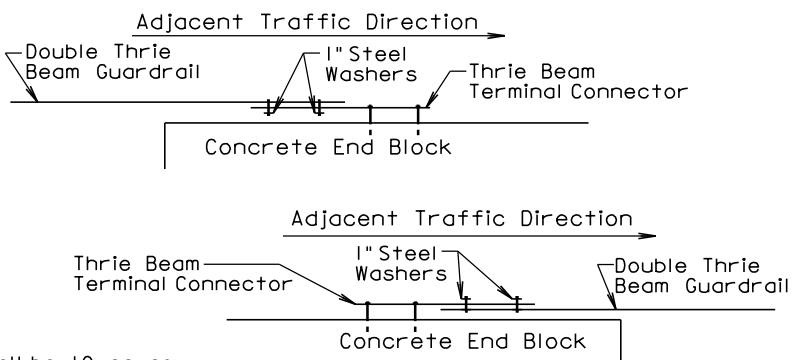 Adjacent Traffic Direction
Double Thrie
Beam Guardrail
1" Steel
Washers
Thrie Beam
Terminal Connector
Concrete End Block
Adjacent Traffic Direction
Thrie Beam
Terminal Connector
1" Steel
Washers
Double Thrie
Beam Guardrail
Concrete End Block